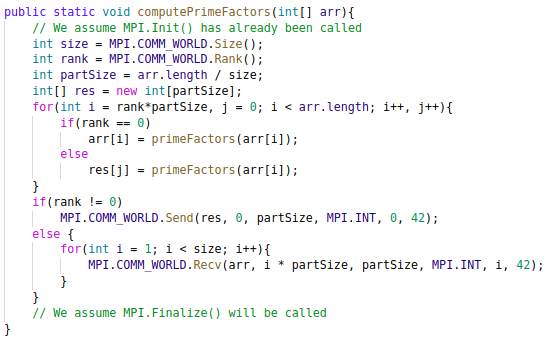 public static void computePrimeFactors(int[] arr){
    // We assume MPI.Init() has already been called
    int size = MPI.COMM_WORLD.Size();
    int rank = MPI.COMM_WORLD.Rank();
    int partSize = arr.length / size;
    int[] res = new int[partSize];
    for(int i = rank*partSize, j = 0; i < arr.length; i++, j++){
        if(rank == 0)
            arr[i] = primeFactors(arr[i]);
        else
            res[j] = primeFactors(arr[i]);
    }
    if(rank != 0)
        MPI.COMM_WORLD.Send(res, 0, partSize, MPI.INT, 0, 42);
    else {
        for(int i = 1; i < size; i++){
            MPI.COMM_WORLD.Recv(arr, i * partSize, partSize, MPI.INT, i, 42);
        }
    }
    // We assume MPI.Finalize() will be called
}